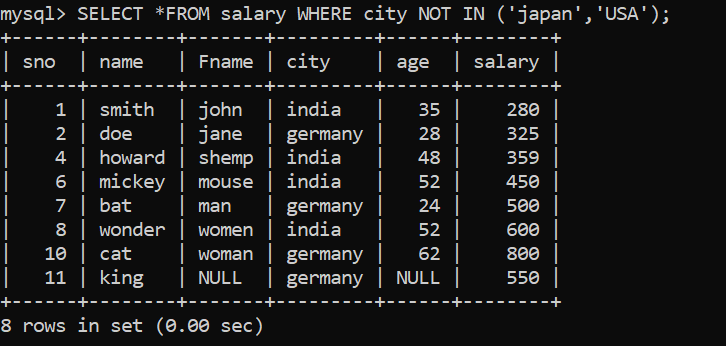 mysql> SELECT *FROM salary WHERE city NOT IN ('japan','USA');
+------+--------+-------+---------+------+--------+
| sno | name | Fname | city | age | salary |
+------+--------+-------+---------+------+--------+
| 1 | smith | john | india | 35 | 280 |
| 2 | doe | jane | germany | 28 | 325 |
| 4 | howard | shemp | india | 48 | 359 |
| 6 | mickey | mouse | india | 52 | 450 |
| 7 | bat | man | germany | 24 | 500 |
| 8 | wonder | women | india | 52 | 600 |
| 10 | cat | woman | germany | 62 | 800 |
| 11 | king | NULL | germany | NULL | 550 |
+------+--------+-------+---------+------+--------+
8 rows in set (0.00 sec)